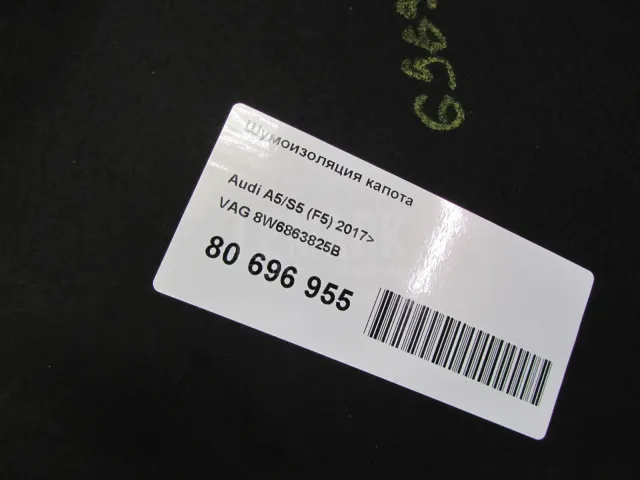 Шумоизоляция капота
Audi A5/S5 (F5) 2017>
VAG 8W6863825B
80 696 955